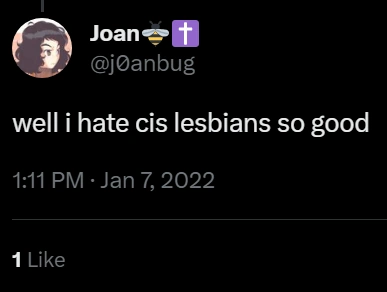 Joan🐝✝️
@j0anbug
well i hate cis lesbians so good
1:11 PM · Jan 7, 2022
1 Like